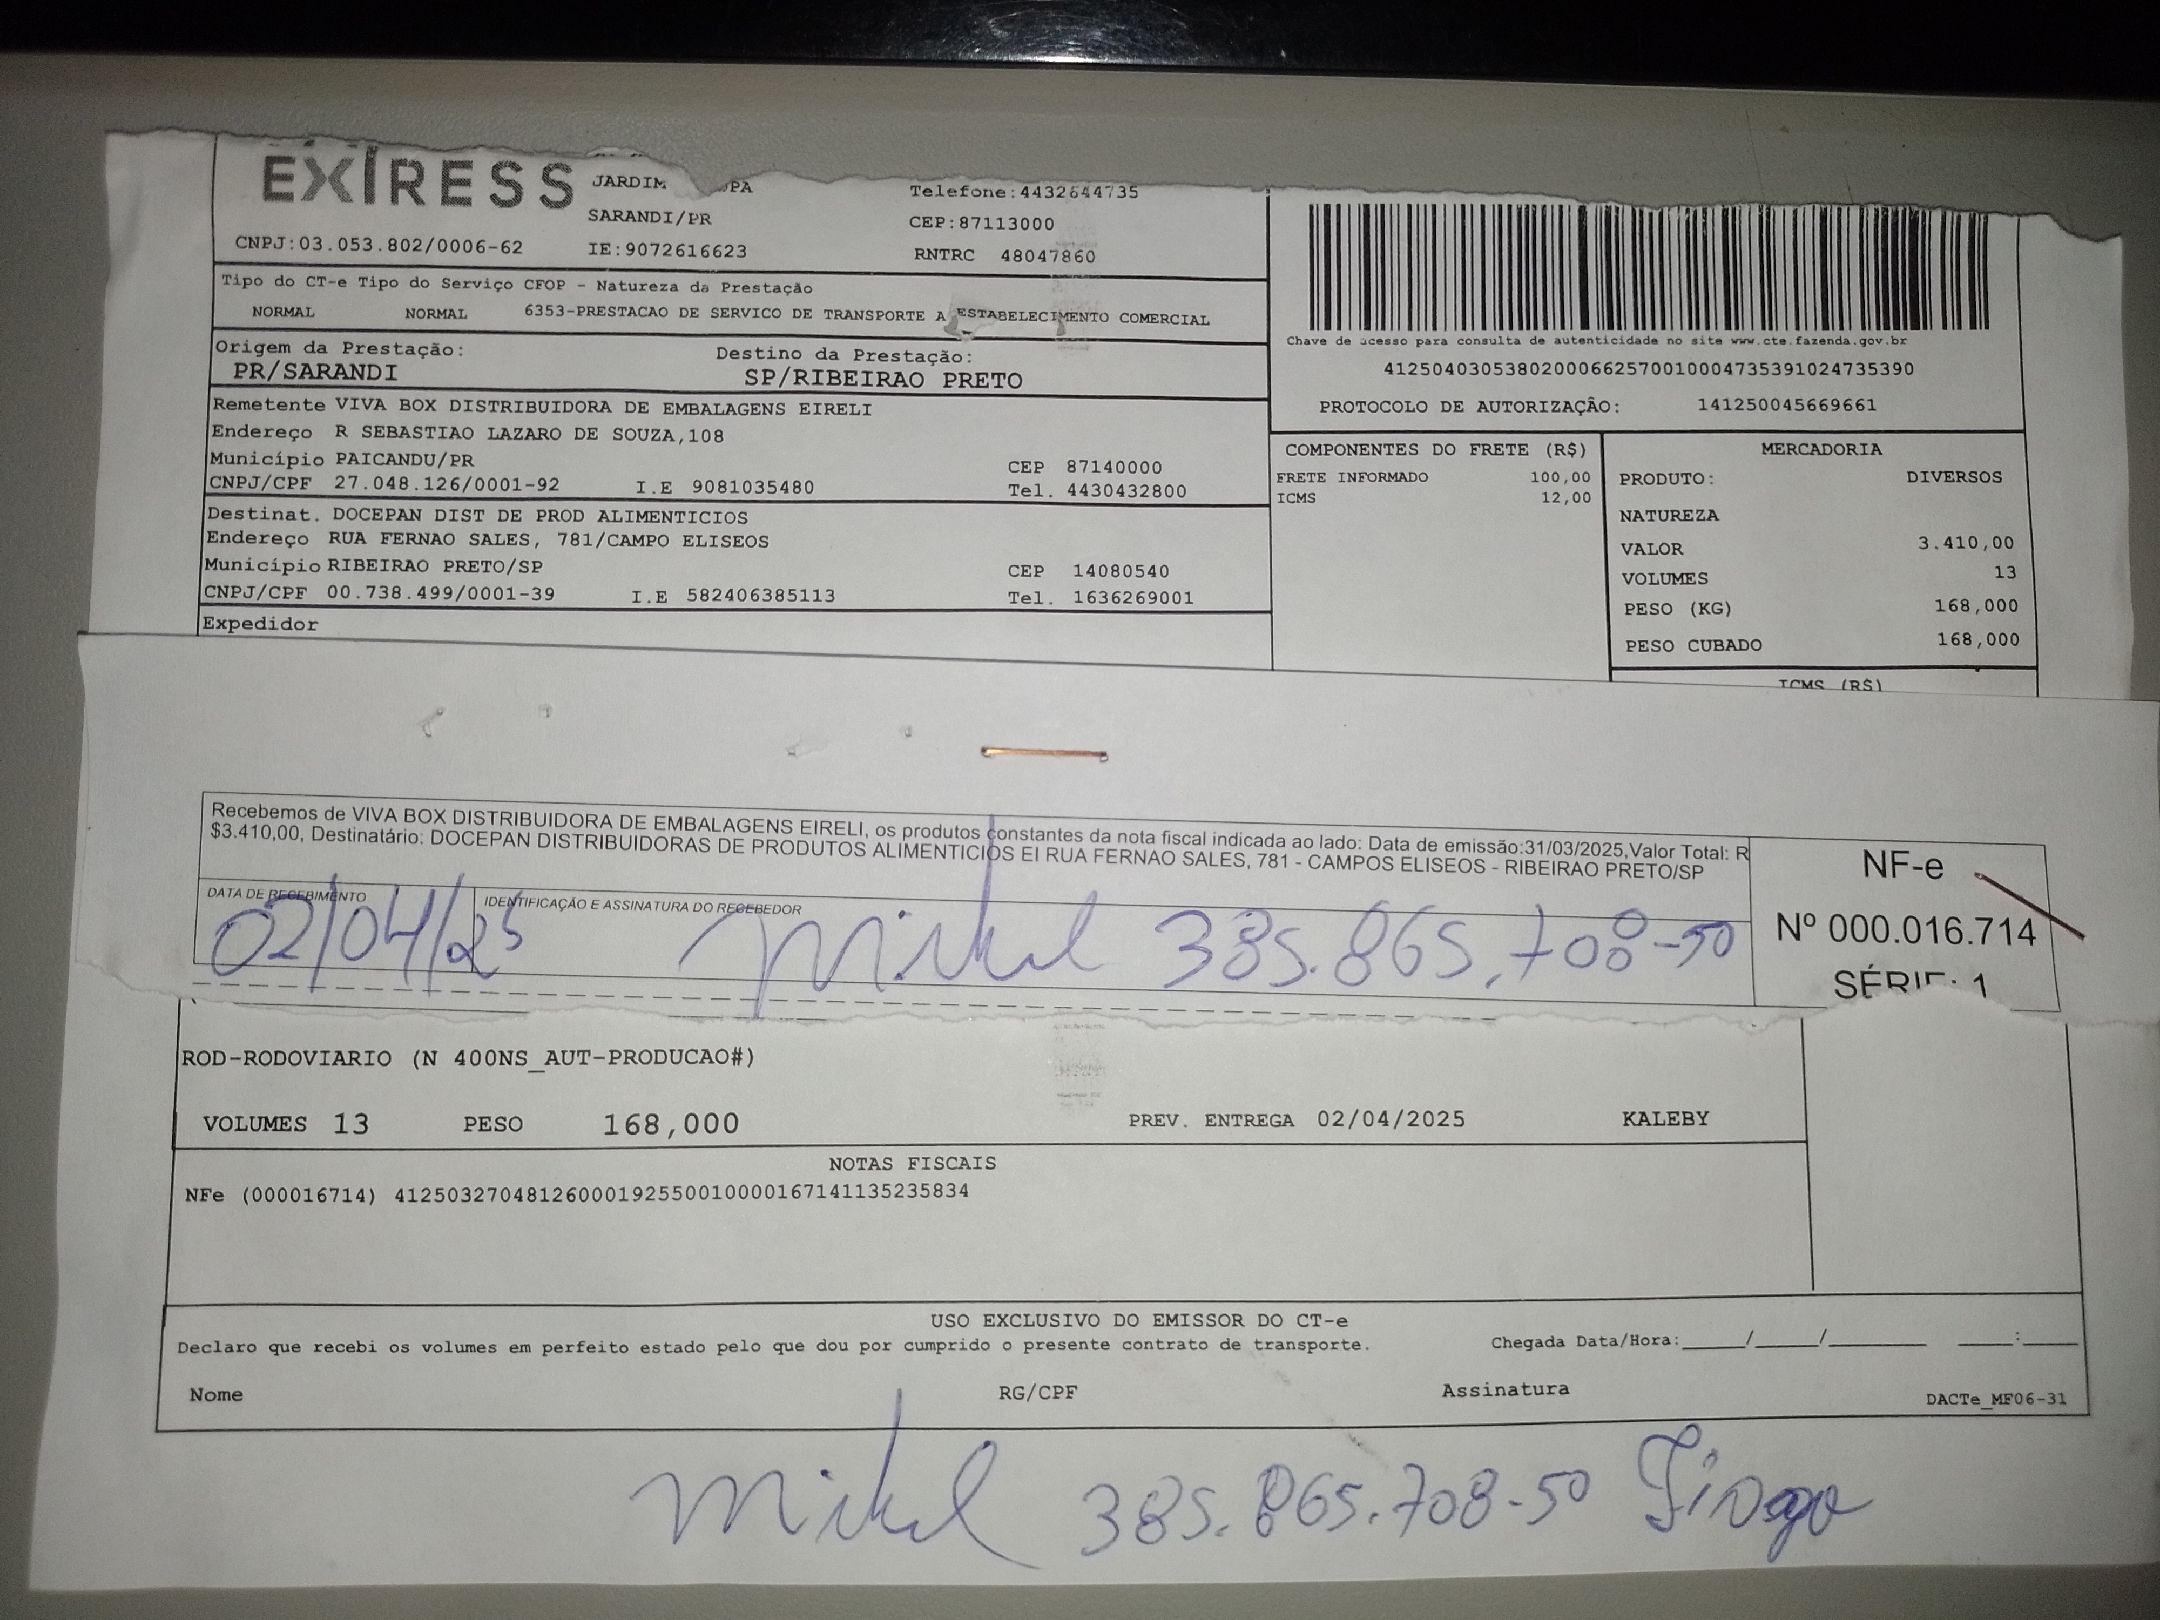 EXPRESS
JARDIM
Telefone:4432644735
SARANDI/PR
CEP:87113000
CNPJ:03.053.802/0006-62
IE:9072616623
RNTRC 48047860
Tipo do CT-e Tipo do Serviço CFOP - Natureza da Prestação
NORMAL NORMAL 6353-PRESTACAO DE SERVICO DE TRANSPORTE A ESTABELECIMENTO COMERCIAL
Origem da Prestação:
PR/SARANDI
Destino da Prestação:
SP/RIBEIRAO PRETO
Remetente VIVA BOX DISTRIBUIDORA DE EMBALAGENS EIRELI
Endereço R SEBASTIAO LAZARO DE SOUZA,108
Município PAICANDU/PR CEP 87140000
CNPJ/CPF 27.048.126/0001-92 I.E 9081035480 Tel. 4430432800
Destinat. DOCEPAN DIST DE PROD ALIMENTICIOS
Endereço RUA FERNAO SALES, 781/CAMPO ELISEOS
Município RIBEIRAO PRETO/SP CEP 14080540
CNPJ/CPF 00.738.499/0001-39 I.E 582406385113 Tel. 1636269001
Expedidor
Chave de acesso para consulta de autenticidade no site www.cte.fazenda.gov.br
41250403053802000662570010004735391024735390
PROTOCOLO DE AUTORIZAÇÃO: 141250045669661
COMPONENTES DO FRETE (R$)
FRETE INFORMADO 100,00
ICMS 12,00
MERCADORIA
PRODUTO: DIVERSOS
NATUREZA
VALOR 3.410,00
VOLUMES 13
PESO (KG) 168,000
PESO CUBADO 168,000
ICMS (R$)
Recebemos de VIVA BOX DISTRIBUIDORA DE EMBALAGENS EIRELI, os produtos constantes da nota fiscal indicada ao lado: Data de emissão:31/03/2025,Valor Total: R
$3.410,00, Destinatário: DOCEPAN DISTRIBUIDORAS DE PRODUTOS ALIMENTICIOS EI RUA FERNAO SALES, 781 - CAMPOS ELISEOS - RIBEIRAO PRETO/SP
DATA DE RECEBIMENTO
02/04/25
IDENTIFICAÇÃO E ASSINATURA DO RECEBEDOR
385.865.708-50
NF-e
Nº 000.016.714
SÉRIE: 1
ROD-RODOVIARIO (N 400NS_AUT-PRODUCAO#)
VOLUMES 13 PESO 168,000 PREV. ENTREGA 02/04/2025 KALEBY
NOTAS FISCAIS
NFe (000016714) 41250327048126000192550010000167141135235834
USO EXCLUSIVO DO EMISSOR DO CT-e
Declaro que recebi os volumes em perfeito estado pelo que dou por cumprido o presente contrato de transporte.
Chegada Data/Hora:____/____/______ ____:____
Nome RG/CPF Assinatura
DACTe_MF06-31
385.865.708-50